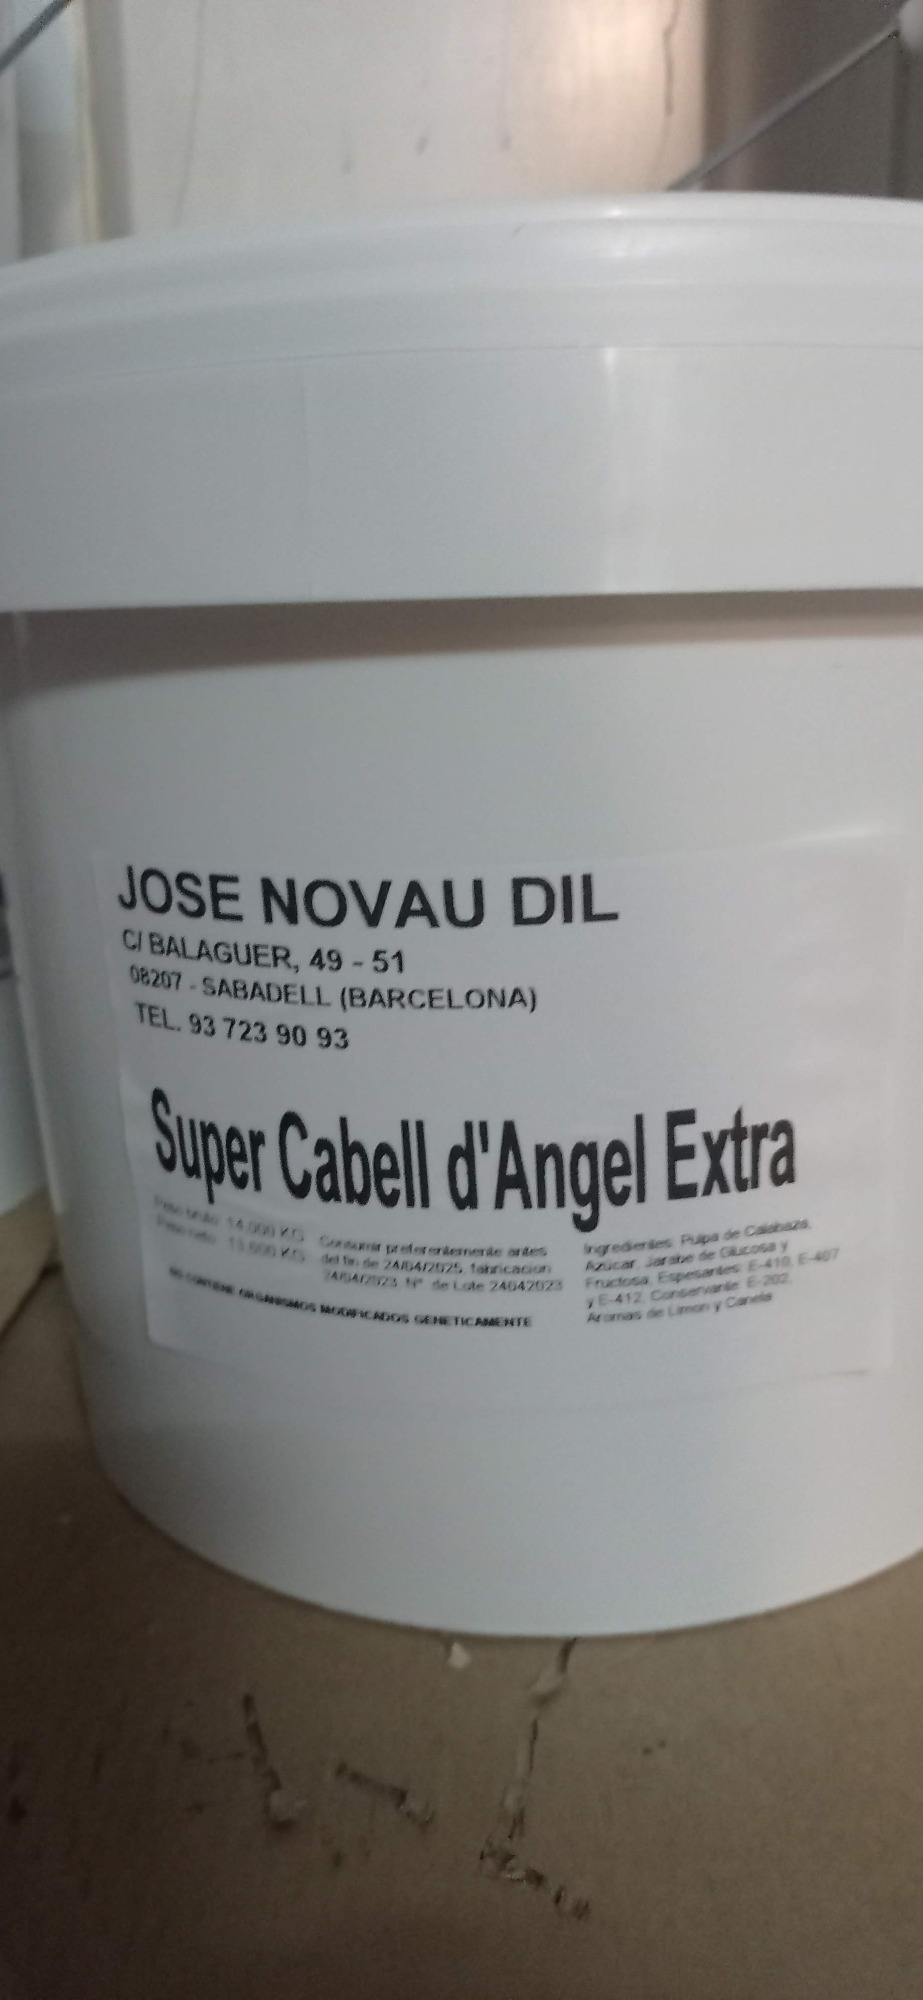 JOSE NOVAU DIL
C/ BALAGUER, 49 - 51
08207 - SABADELL (BARCELONA)
TEL. 93 723 90 93
Super Cabell d'Angel Extra
Peso bruto: 14.000 KG
Peso neto: 13.600 KG
Consumir preferentemente antes
del fin de 24/04/2025, fabricacion
24/04/2023, Nº de Lote 24042023
NO CONTIENE ORGANISMOS MODIFICADOS GENETICAMENTE
Ingredientes: Pulpa de Calabaza,
Azúcar, Jarabe de Glucosa y
Fructosa, Espesantes: E-410, E-407
y E-412, Conservante: E-202,
Aromas de Limon y Canela